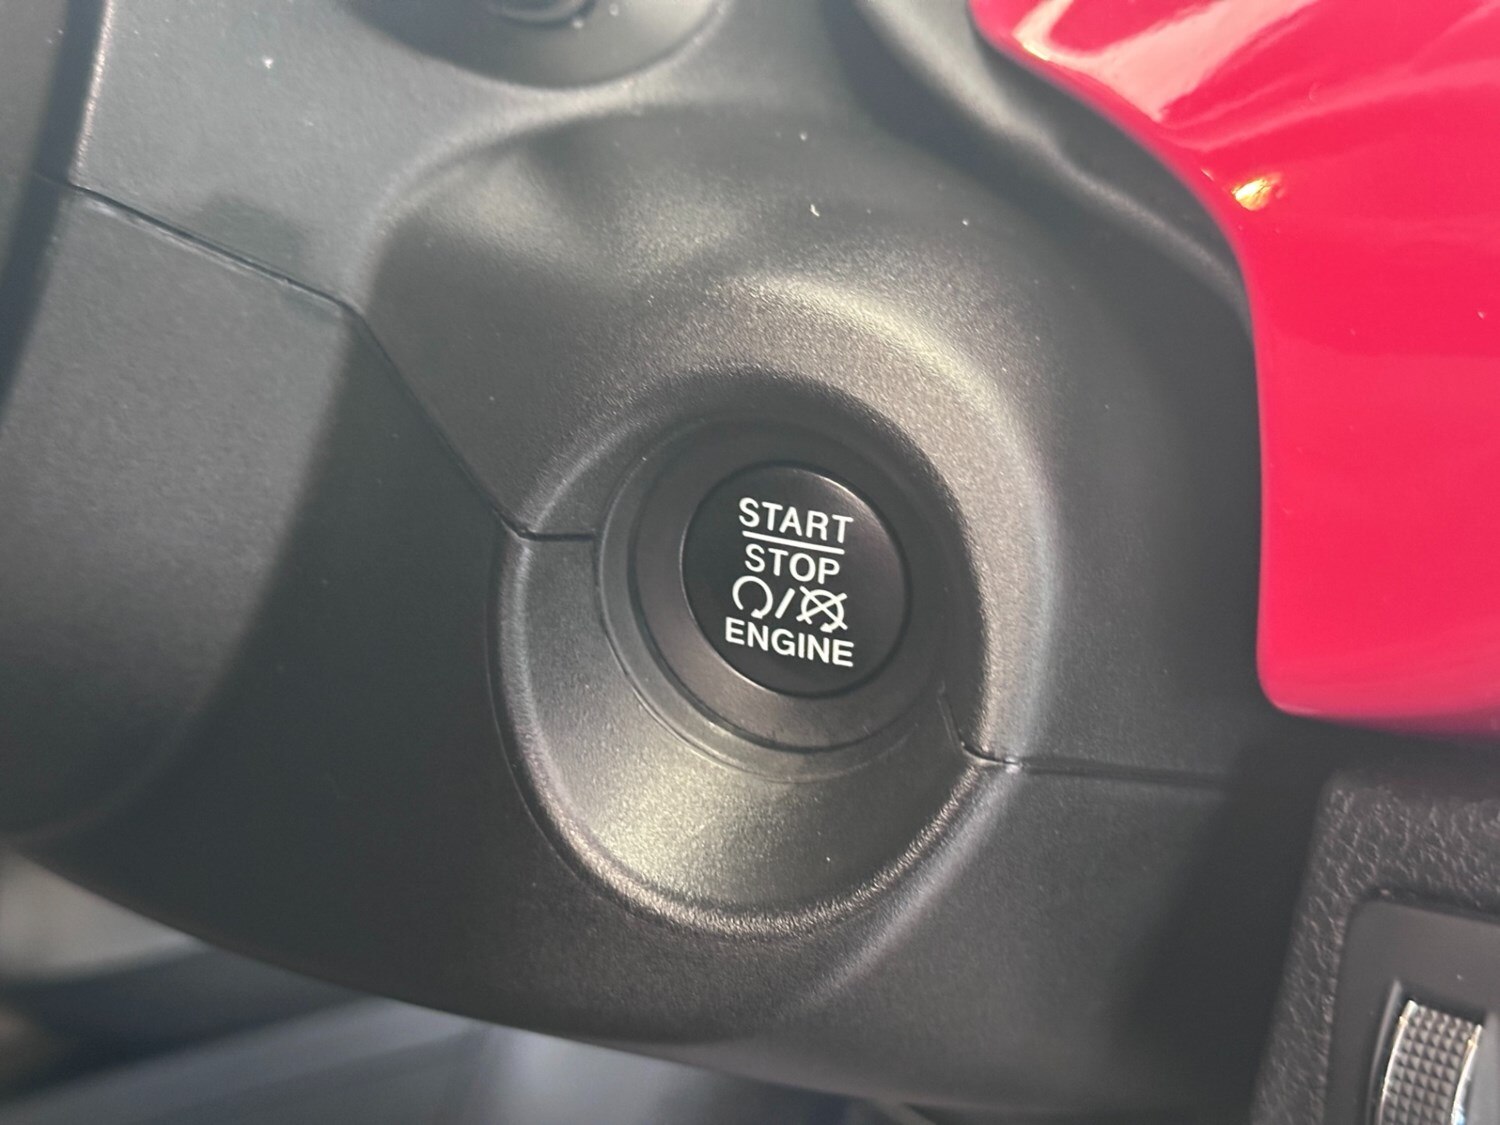 START
STOP
/
ENGINE